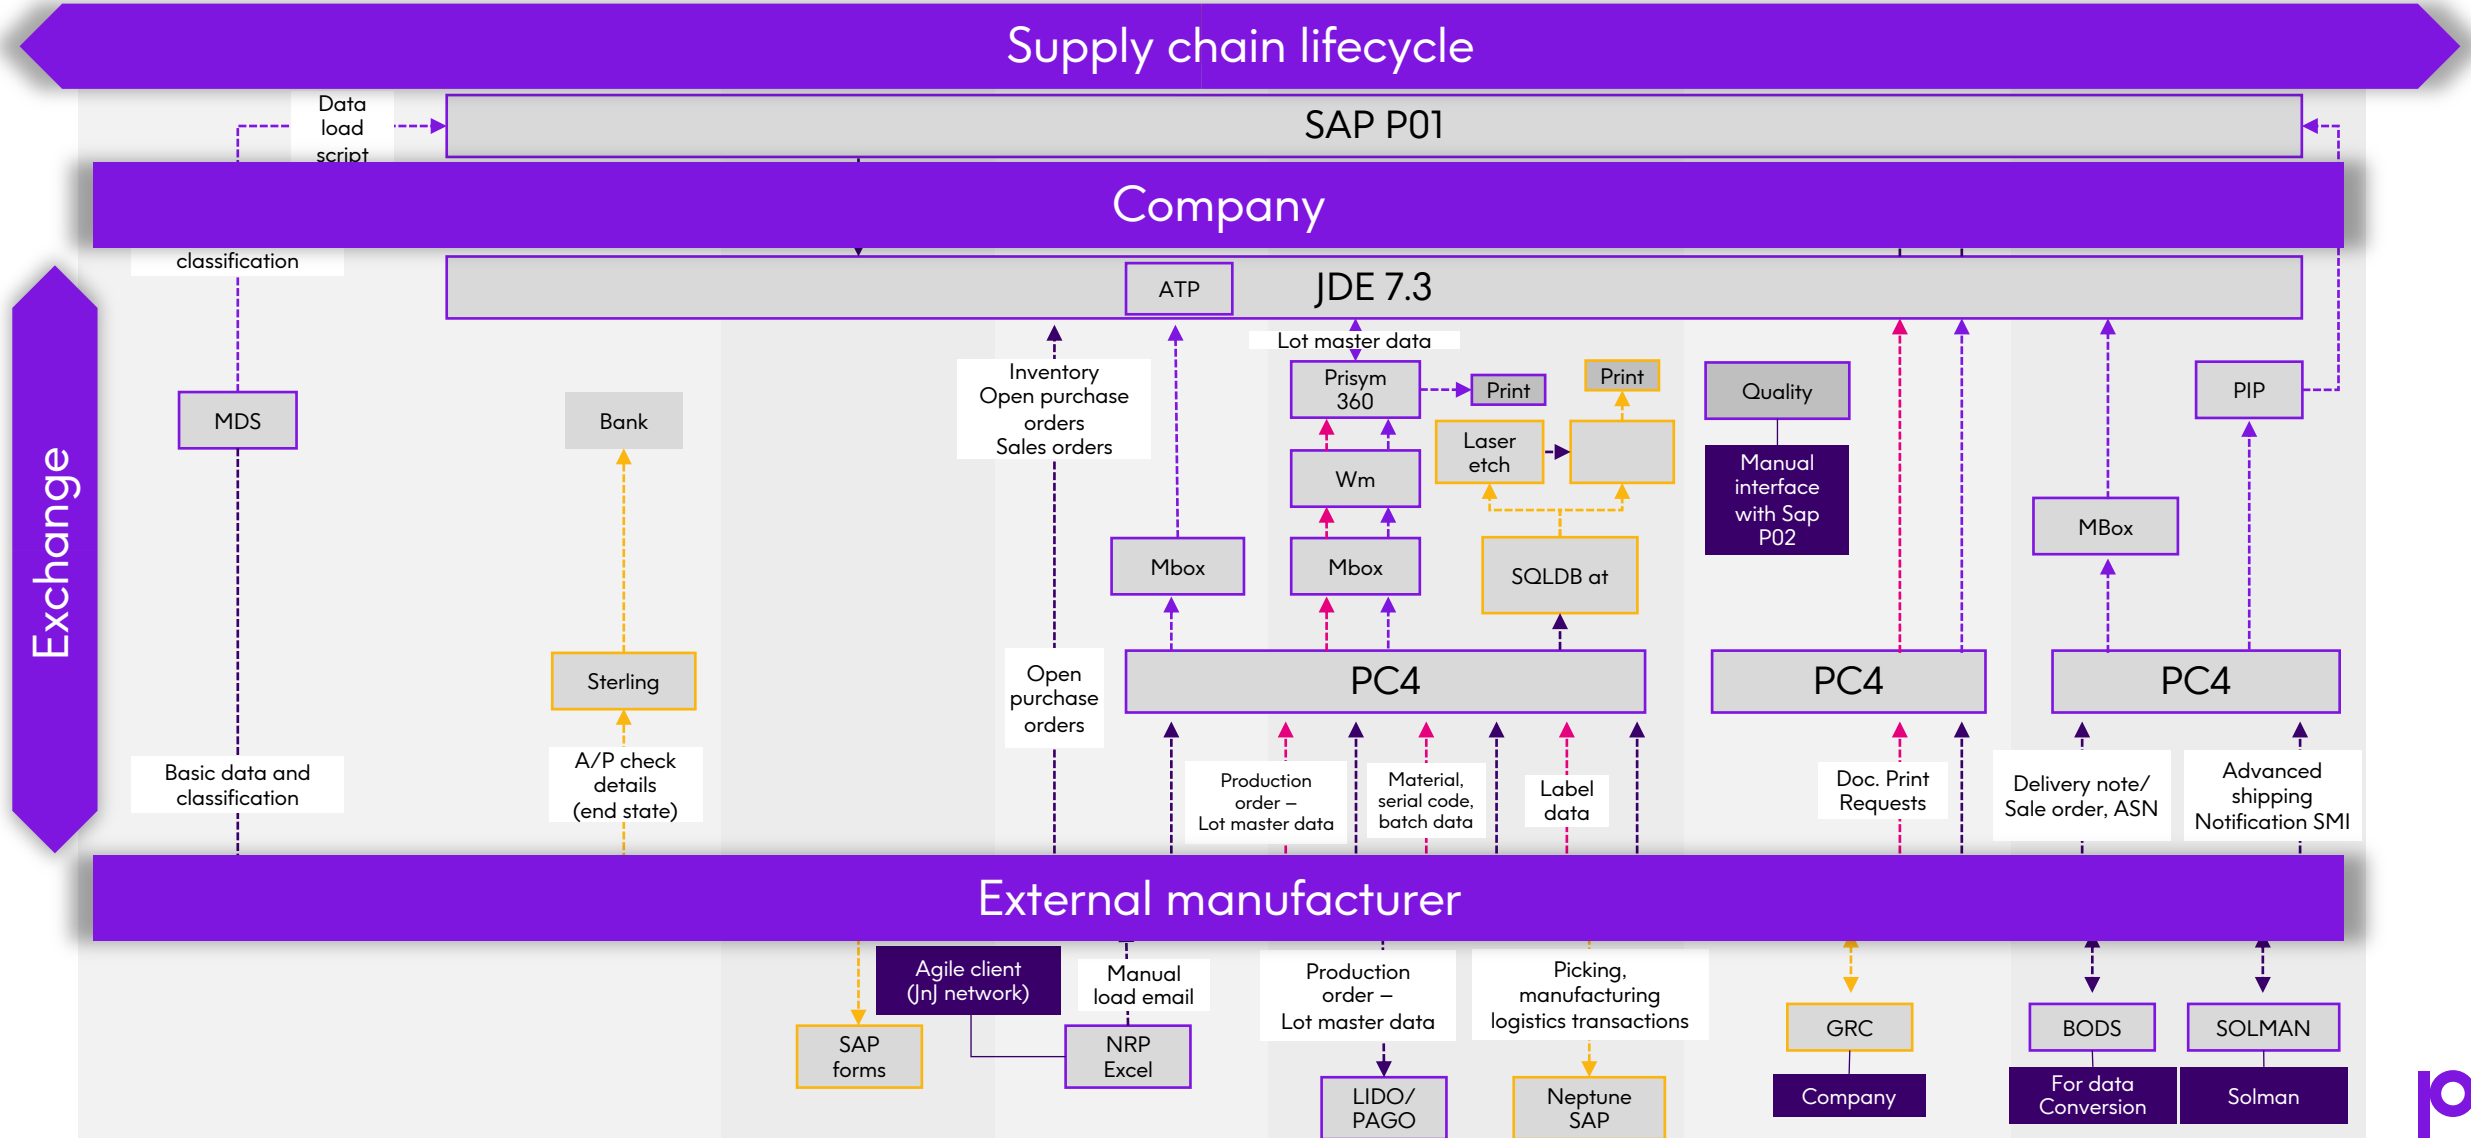 Supply chain lifecycle
Data
load
script
SAP P01
Company
classification
ATP
JDE 7.3
Lot master data
Exchange
MDS
Bank
Inventory
Open purchase
orders
Sales orders
Prisym
360
Print
Print
Laser
etch
Wm
Quality
Manual
interface
with Sap
P02
PIP
Mbox
Mbox
SQLDB at
MBox
Sterling
Open
purchase
orders
PC4
PC4
PC4
Basic data and
classification
A/P check
details
(end state)
Production
order –
Lot master data
Material,
serial code,
batch data
Label
data
Doc. Print
Requests
Delivery note/
Sale order, ASN
Advanced
shipping
Notification SMI
External manufacturer
Agile client
(JnJ network)
Manual
load email
Production
order –
Lot master data
Picking,
manufacturing
logistics transactions
SAP
forms
NRP
Excel
LIDO/
PAGO
Neptune
SAP
GRC
Company
BODS
For data
Conversion
SOLMAN
Solman